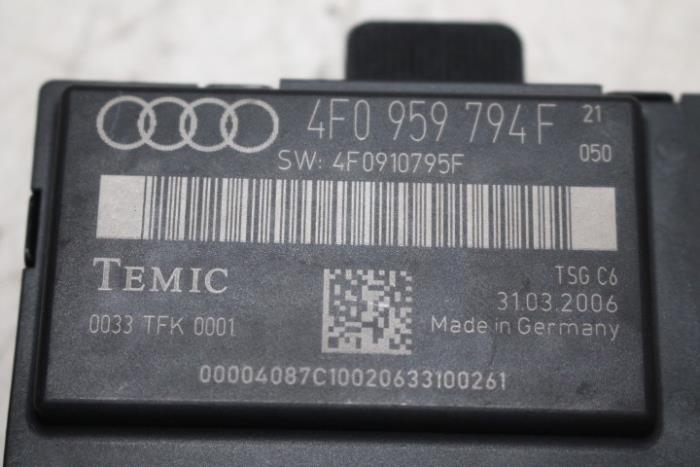 4F0 959 794 F 21
SW: 4F0910795F 050
TEMIC
TSG C6
31.03.2006
0033 TFK 0001
Made in Germany
00004087C10020633100261